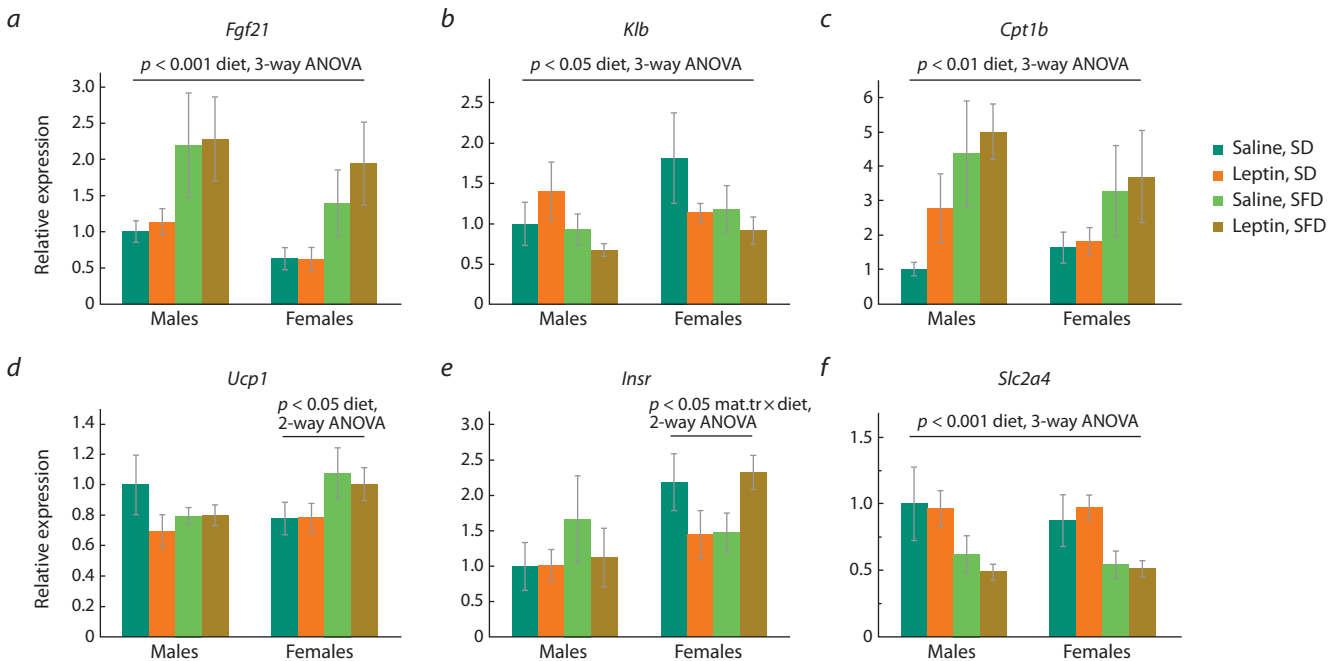 a
Fgf21
p < 0.001 diet, 3-way ANOVA
Relative expression
3.0
2.5
2.0
1.5
1.0
0.5
0
Males
Females
b
Klb
p < 0.05 diet, 3-way ANOVA
2.5
2.0
1.5
1.0
0.5
0
Males
Females
c
Cpt1b
p < 0.01 diet, 3-way ANOVA
6
5
4
3
2
1
0
Males
Females
Saline, SD
Leptin, SD
Saline, SFD
Leptin, SFD
d
Ucp1
p < 0.05 diet,
2-way ANOVA
Relative expression
1.4
1.2
1.0
0.8
0.6
0.4
0.2
0
Males
Females
e
Insr
p < 0.05 mat.tr × diet,
2-way ANOVA
3.0
2.5
2.0
1.5
1.0
0.5
0
Males
Females
f
Slc2a4
p < 0.001 diet, 3-way ANOVA
1.5
1.0
0.5
0
Males
Females